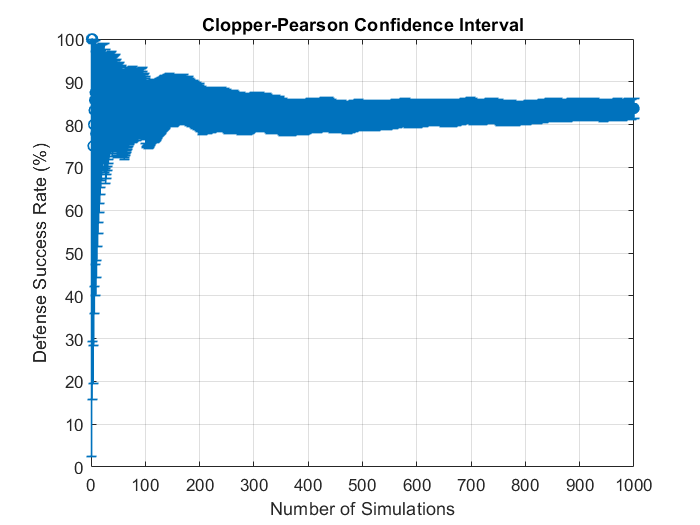 Clopper-Pearson Confidence Interval
Defense Success Rate (%)
100
90
80
70
60
50
40
30
20
10
0
0 100 200 300 400 500 600 700 800 900 1000
Number of Simulations